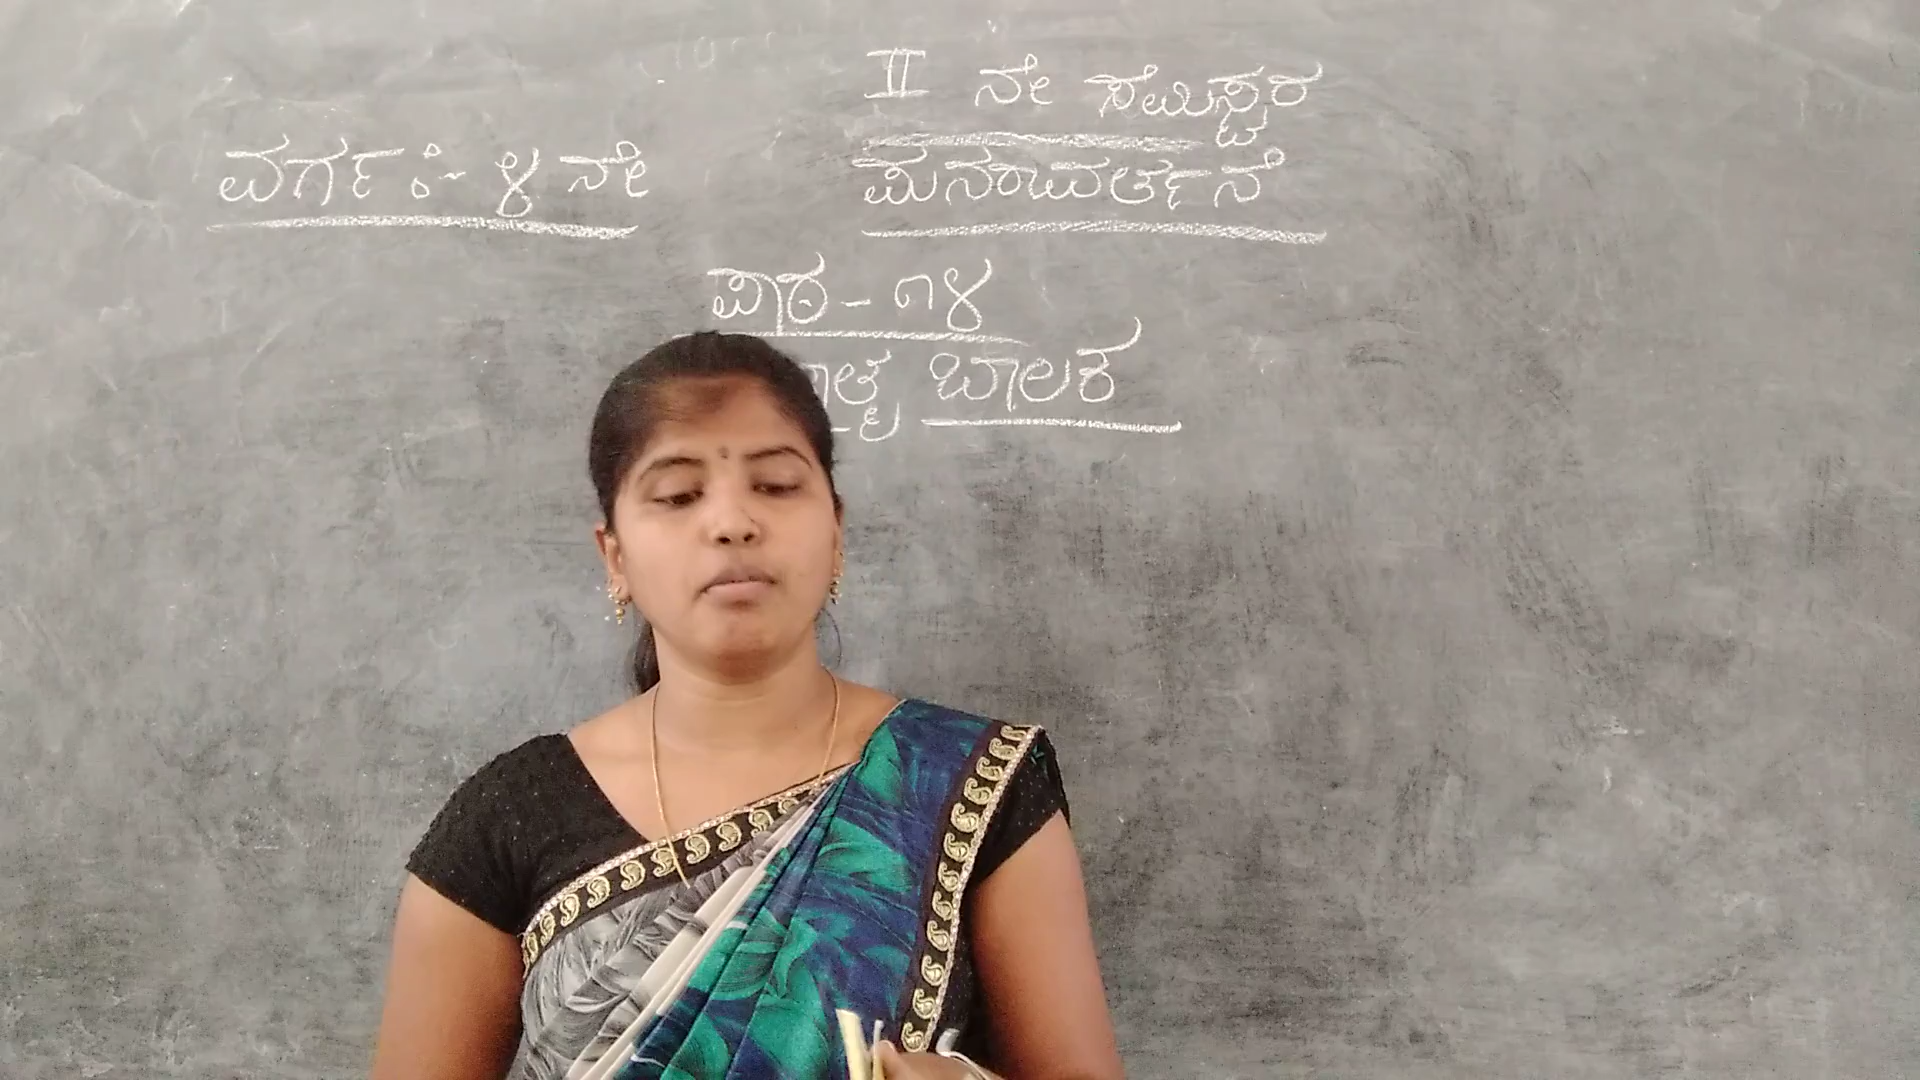 II ನೇ ಸೆಮಿಸ್ಟರ
ವರ್ಗ :- ೪ ನೇ
ಪುನರಾವರ್ತನೆ
ಪಾಠ - ೧೪
ಬಾಲಕ